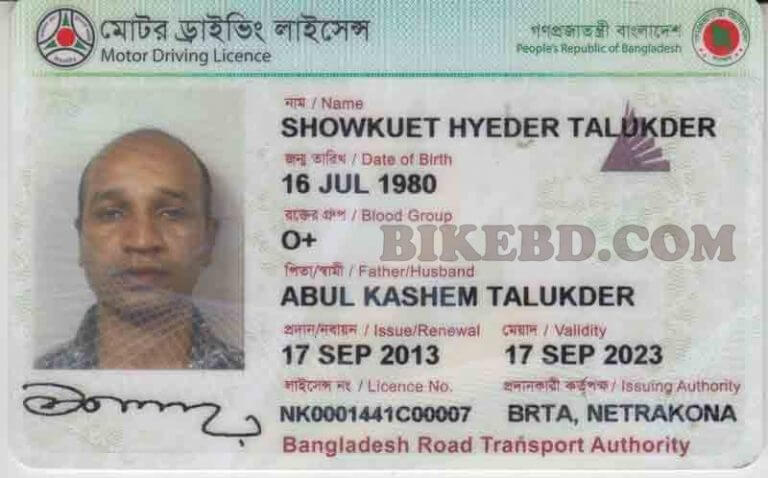 মোটর ড্রাইভিং লাইসেন্স
Motor Driving Licence
গণপ্রজাতন্ত্রী বাংলাদেশ
People's Republic of Bangladesh
নাম / Name
SHOWKUET HYEDER TALUKDER
জন্ম তারিখ / Date of Birth
16 JUL 1980
রক্তের গ্রুপ / Blood Group
O+
BIKEBD.COM
পিতা/স্বামী / Father/Husband
ABUL KASHEM TALUKDER
প্রদান/নবায়ন / Issue/Renewal
মেয়াদ / Validity
17 SEP 2013
17 SEP 2023
লাইসেন্স নং / Licence No.
প্রদানকারী কর্তৃপক্ষ / Issuing Authority
NK0001441C00007
BRTA, NETRAKONA
Bangladesh Road Transport Authority